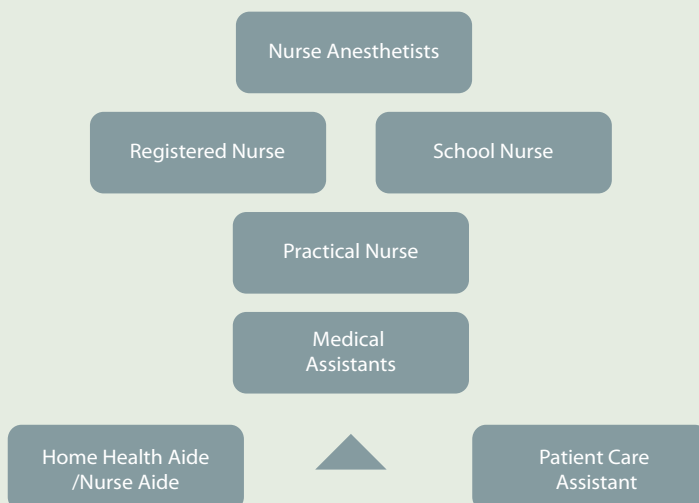 Nurse Anesthetists
Registered Nurse
School Nurse
Practical Nurse
Medical
Assistants
Home Health Aide
/Nurse Aide
Patient Care
Assistant